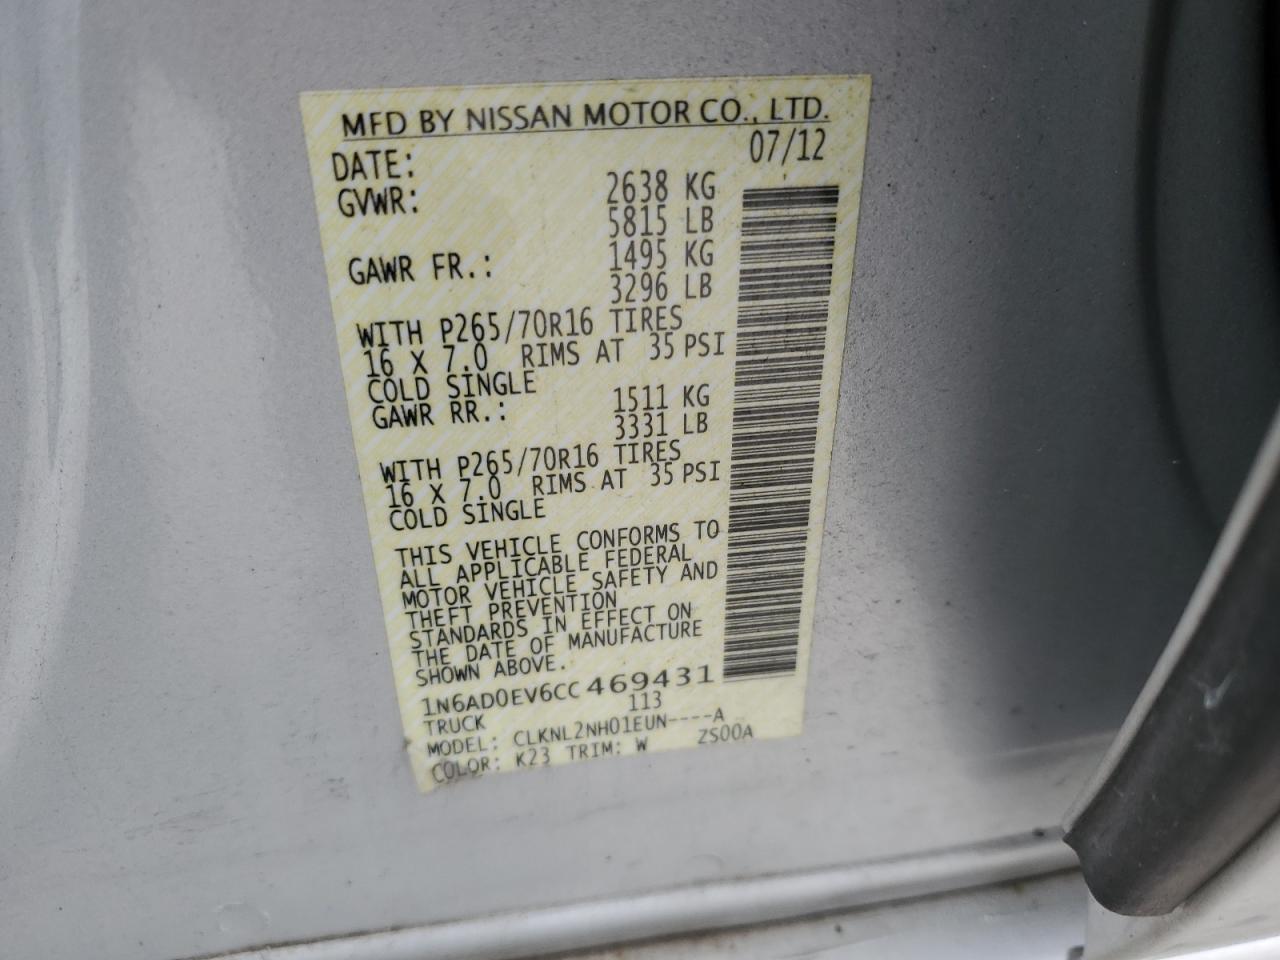 MFD BY NISSAN MOTOR CO., LTD.
DATE: 07/12
GVWR: 2638 KG
5815 LB
GAWR FR.: 1495 KG
3296 LB
WITH P265/70R16 TIRES
16 X 7.0 RIMS AT 35 PSI
COLD SINGLE
GAWR RR.: 1511 KG
3331 LB
WITH P265/70R16 TIRES
16 X 7.0 RIMS AT 35 PSI
COLD SINGLE
THIS VEHICLE CONFORMS TO
ALL APPLICABLE FEDERAL
MOTOR VEHICLE SAFETY AND
THEFT PREVENTION
STANDARDS IN EFFECT ON
THE DATE OF MANUFACTURE
SHOWN ABOVE.
1N6AD0EV6CC469431
TRUCK 113
MODEL: CLKNL2NH01EUN----A
COLOR: K23 TRIM: W ZS00A